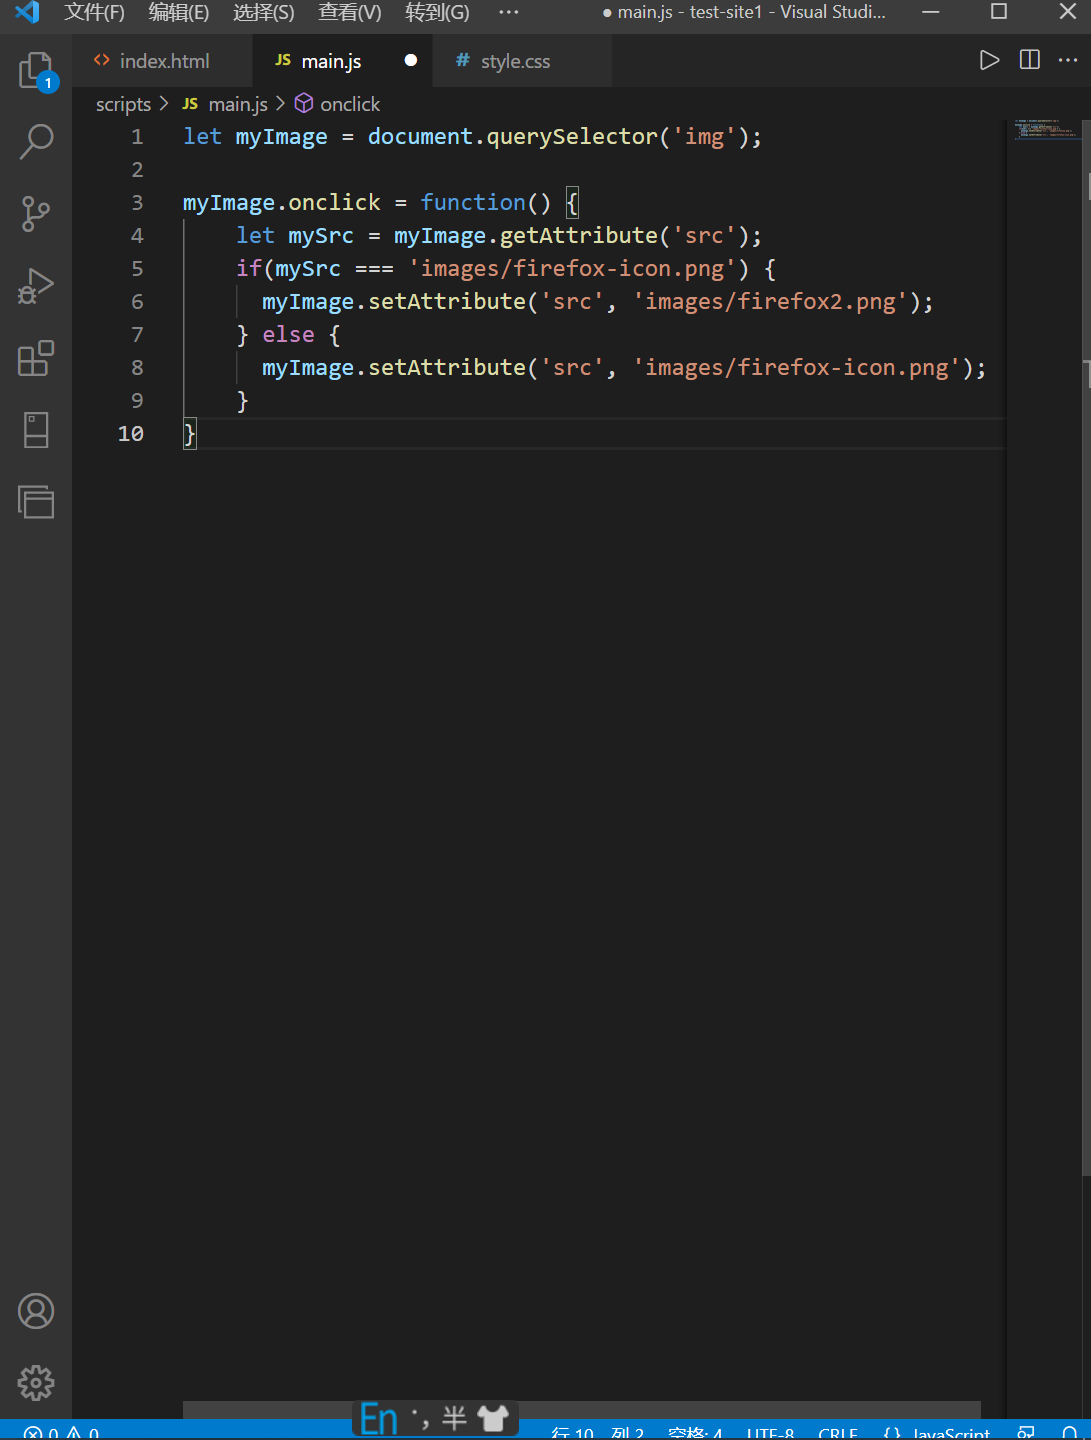 文件(F) 编辑(E) 选择(S) 查看(V) 转到(G) ··· ● main.js - test-site1 - Visual Studi...
index.html JS main.js # style.css
1
scripts > JS main.js > onclick
1 let myImage = document.querySelector('img');
2
3 myImage.onclick = function() {
4 let mySrc = myImage.getAttribute('src');
5 if(mySrc === 'images/firefox-icon.png') {
6 myImage.setAttribute('src', 'images/firefox2.png');
7 } else {
8 myImage.setAttribute('src', 'images/firefox-icon.png');
9 }
10 }
En ·, 半
0 0 行 10, 列 2 空格: 4 UTF-8 CRLF {} JavaScript